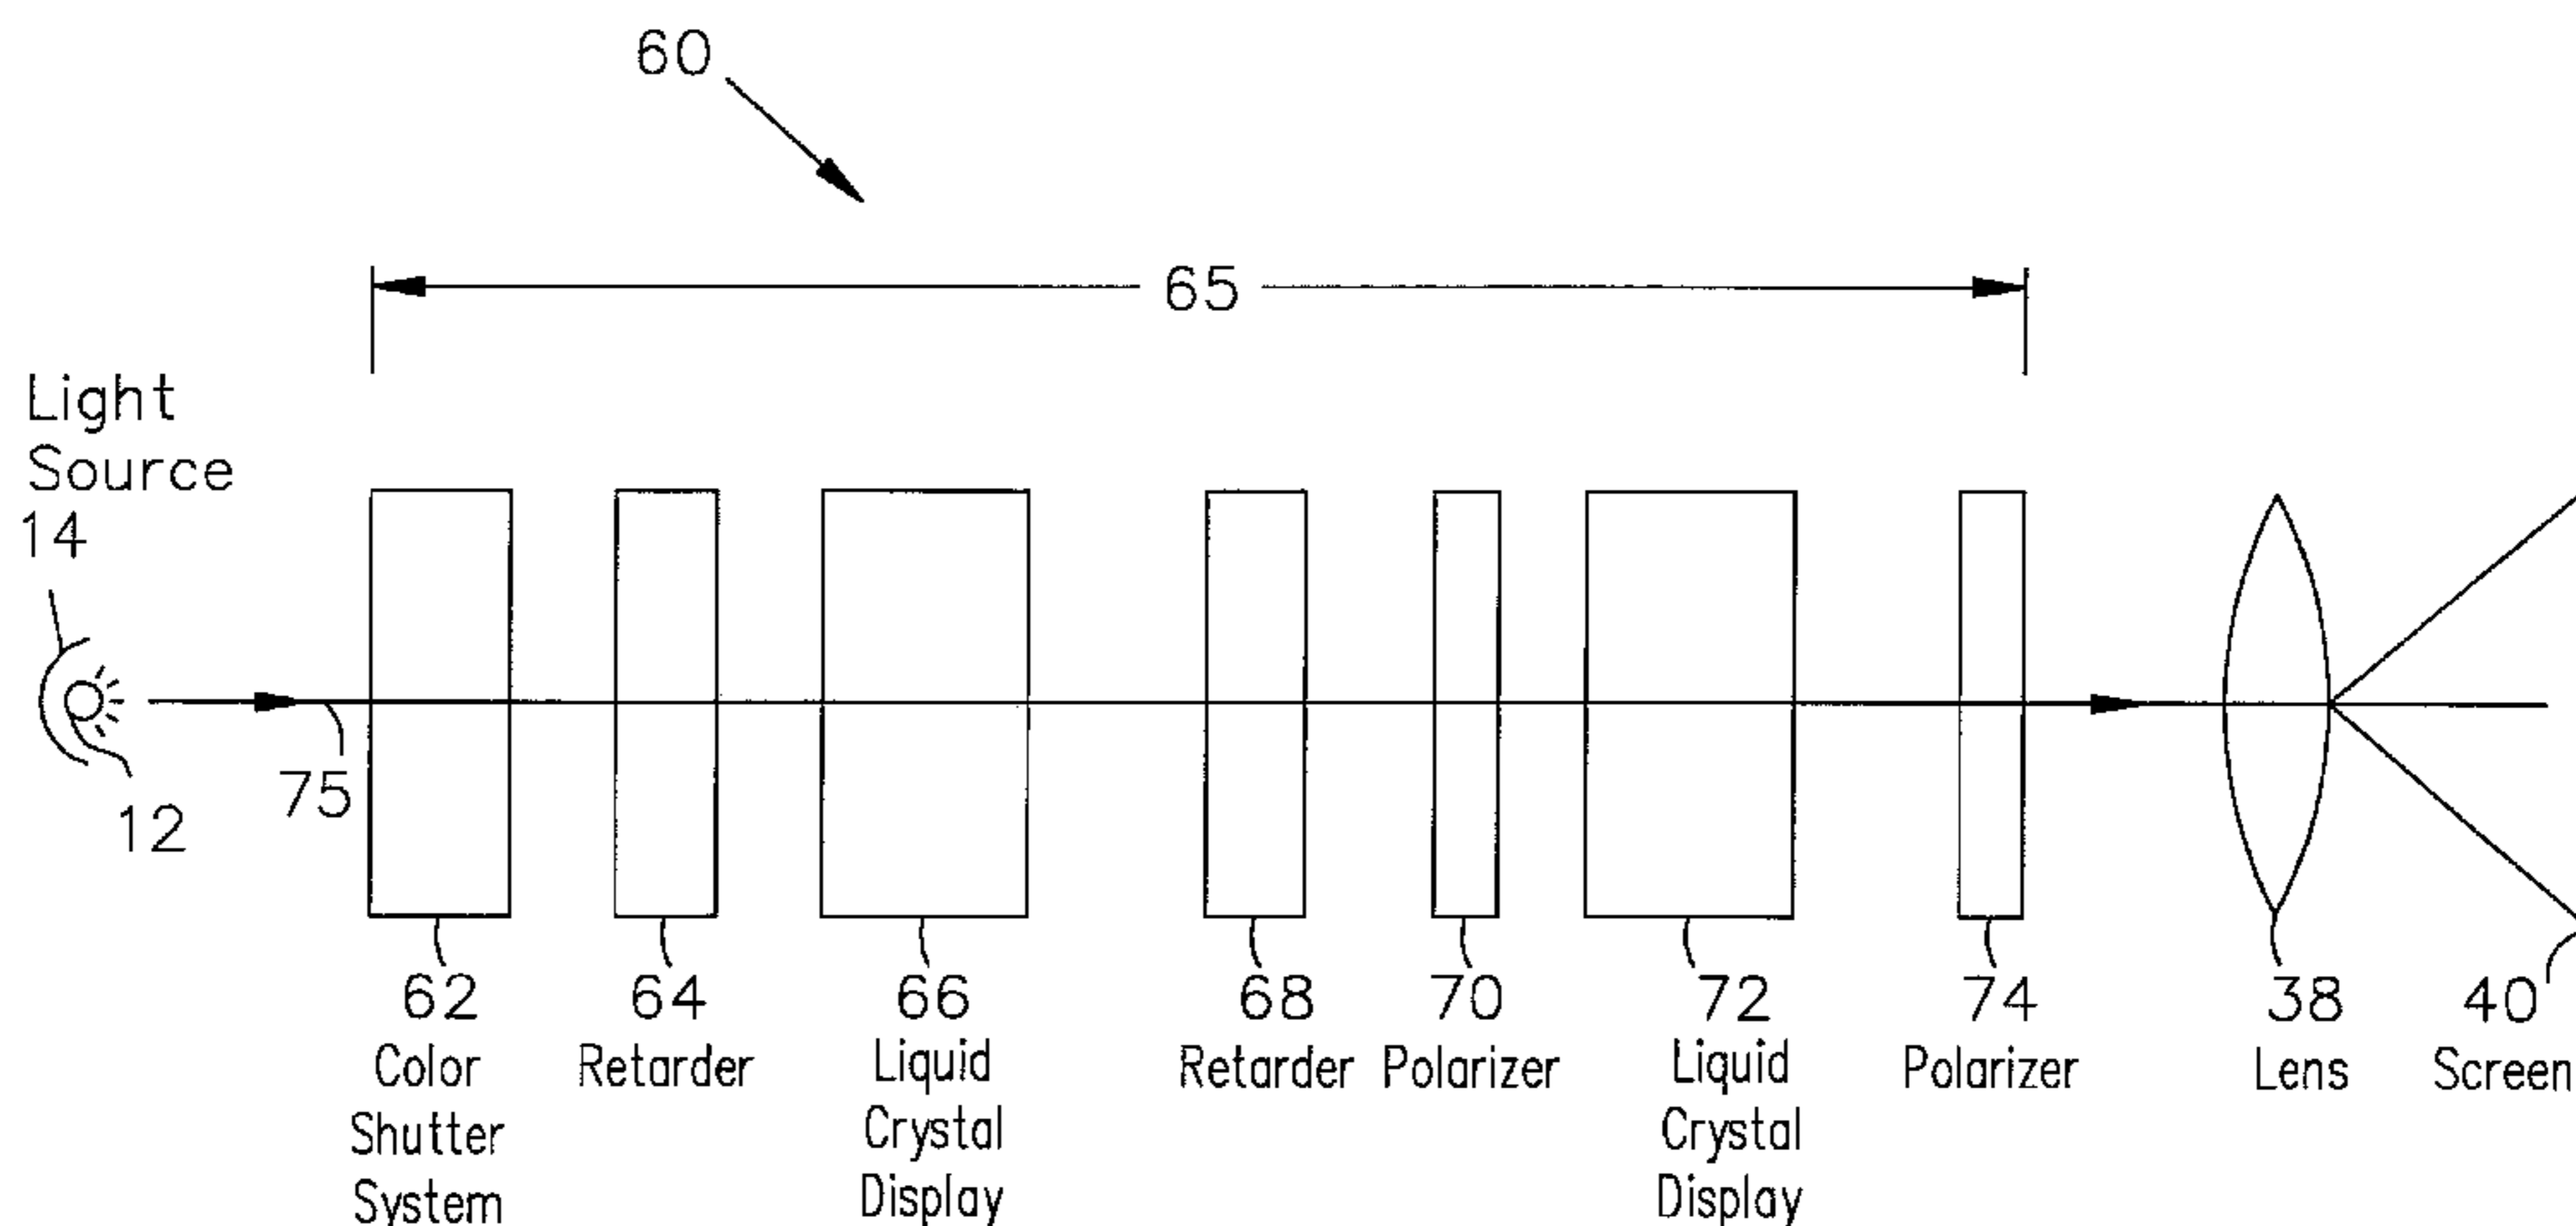 60
65
Light
Source
14
75
12
62
64
66
68
70
72
74
38
40
Color
Shutter
System
Retarder
Liquid
Crystal
Display
Retarder
Polarizer
Liquid
Crystal
Display
Polarizer
Lens
Screen